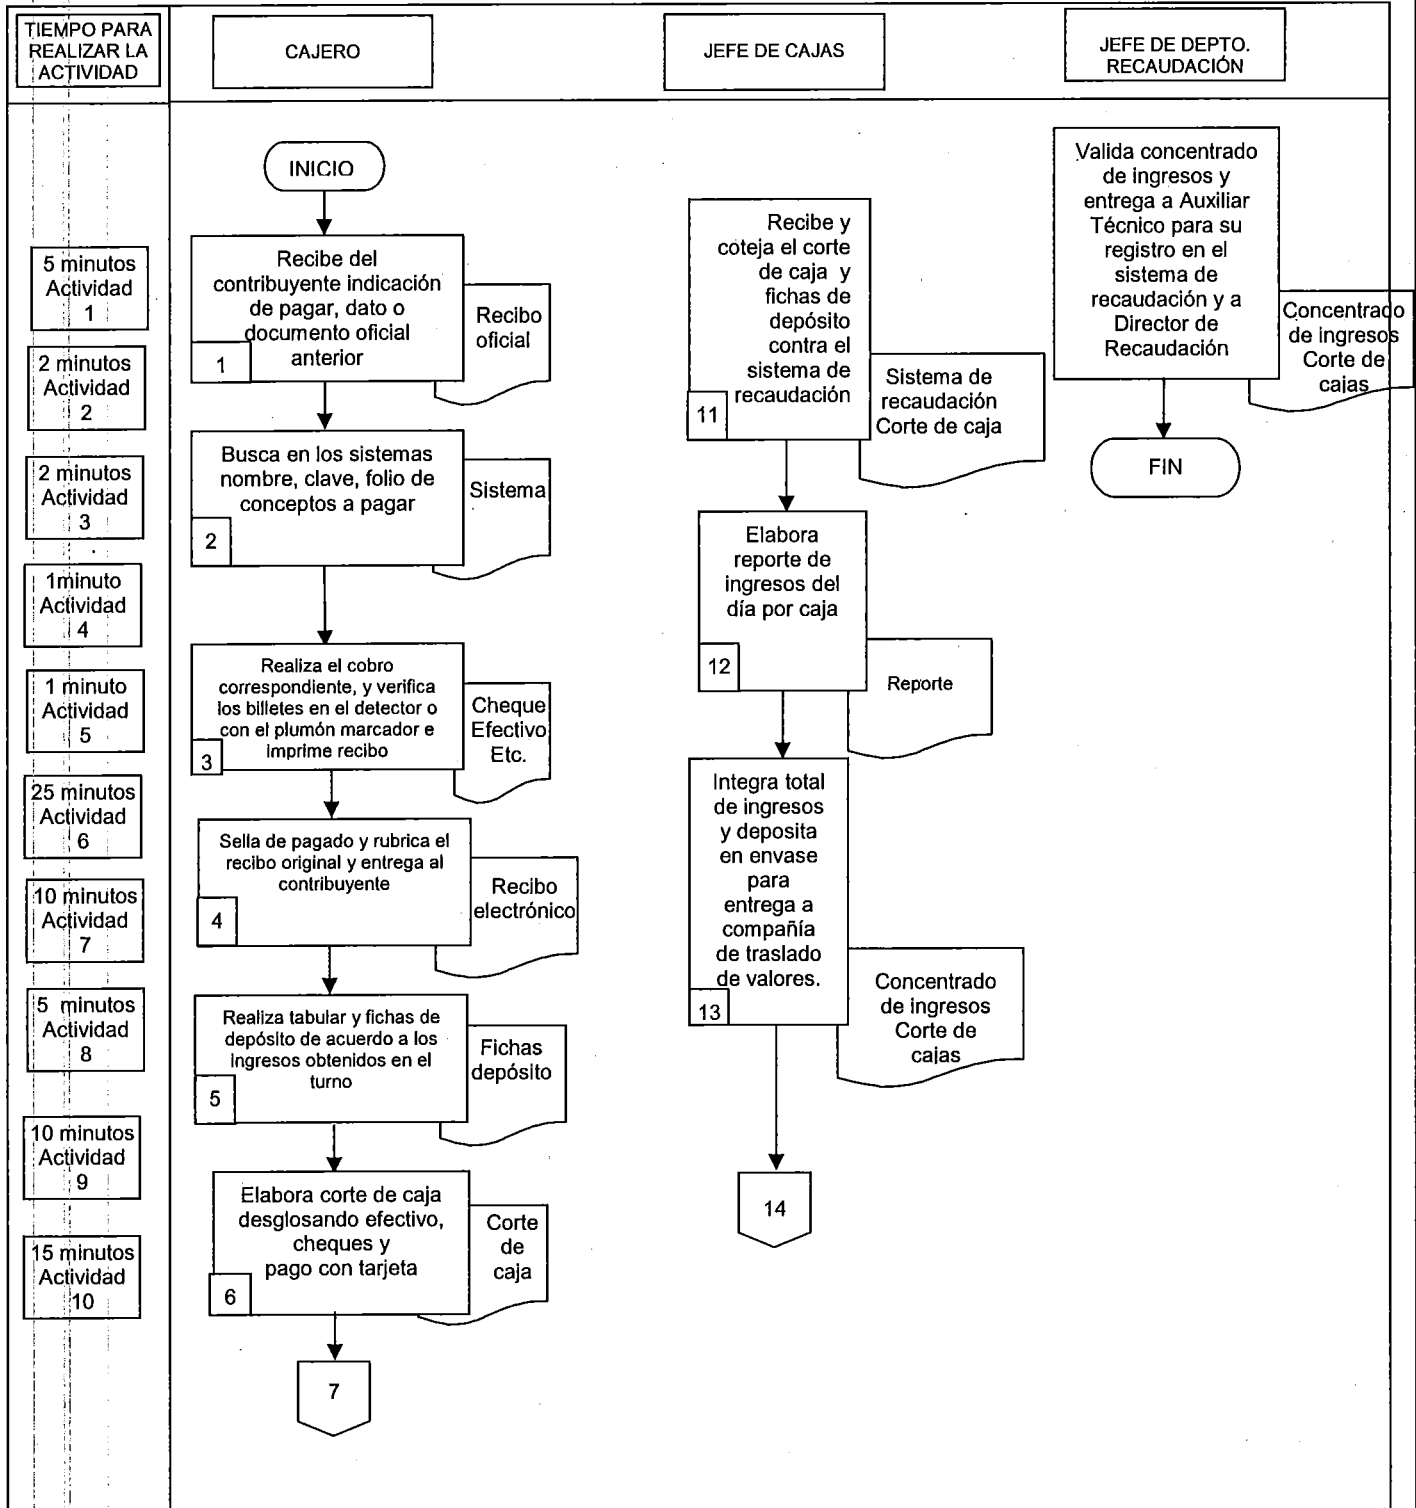 TIEMPO PARA
REALIZAR LA
ACTIVIDAD
CAJERO
JEFE DE CAJAS
JEFE DE DEPTO.
RECAUDACIÓN
5 minutos
Actividad
1
2 minutos
Actividad
2
2 minutos
Actividad
3
1minuto
Actividad
4
1 minuto
Actividad
5
25 minutos
Actividad
6
10 minutos
Actividad
7
5 minutos
Actividad
8
10 minutos
Actividad
9
15 minutos
Actividad
10
INICIO
Recibe del
contribuyente indicación
de pagar, dato o
documento oficial
anterior
1
Recibo
oficial
Busca en los sistemas
nombre, clave, folio de
conceptos a pagar
2
Sistema
Realiza el cobro
correspondiente, y verifica
los billetes en el detector o
con el plumón marcador e
imprime recibo
3
Cheque
Efectivo
Etc.
Sella de pagado y rubrica el
recibo original y entrega al
contribuyente
4
Recibo
electrónico
Realiza tabular y fichas de
depósito de acuerdo a los
ingresos obtenidos en el
turno
5
Fichas
depósito
Elabora corte de caja
desglosando efectivo,
cheques y
pago con tarjeta
6
Corte
de
caja
7
Recibe y
coteja el corte
de caja y
fichas de
depósito
contra el
sistema de
recaudación
11
Sistema de
recaudación
Corte de caja
Elabora
reporte de
ingresos del
día por caja
12
Reporte
Integra total
de ingresos
y deposita
en envase
para
entrega a
compañía
de traslado
de valores.
13
Concentrado
de ingresos
Corte de
cajas
14
Valida concentrado
de ingresos y
entrega a Auxiliar
Técnico para su
registro en el
sistema de
recaudación y a
Director de
Recaudación
Concentrado
de ingresos
Corte de
cajas
FIN